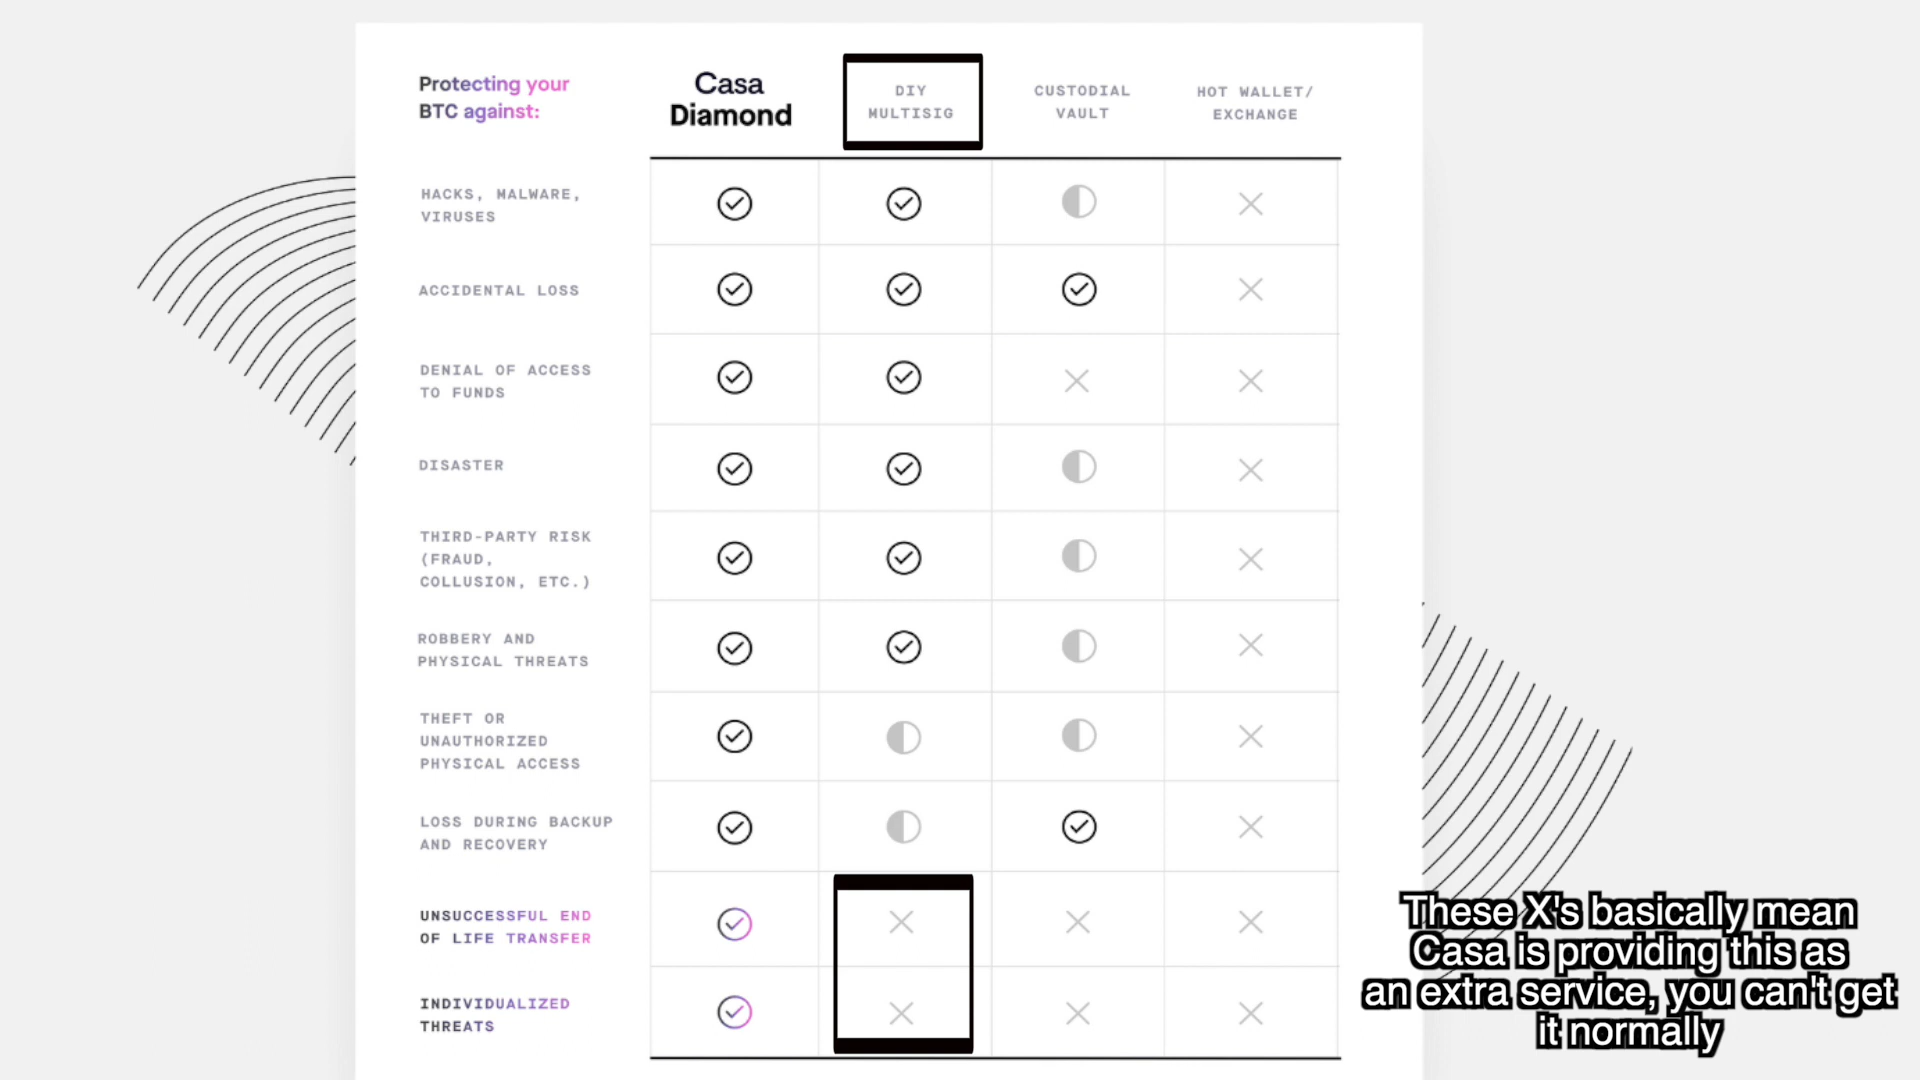 Protecting your
BTC against:
Casa
Diamond
DIY
MULTISIG
CUSTODIAL
VAULT
HOT WALLET/
EXCHANGE
HACKS, MALWARE,
VIRUSES
ACCIDENTAL LOSS
DENIAL OF ACCESS
TO FUNDS
DISASTER
THIRD-PARTY RISK
(FRAUD,
COLLUSION, ETC.)
ROBBERY AND
PHYSICAL THREATS
THEFT OR
UNAUTHORIZED
PHYSICAL ACCESS
LOSS DURING BACKUP
AND RECOVERY
UNSUCCESSFUL END
OF LIFE TRANSFER
INDIVIDUALIZED
THREATS
These X's basically mean
Casa is providing this as
an extra service, you can't get
it normally